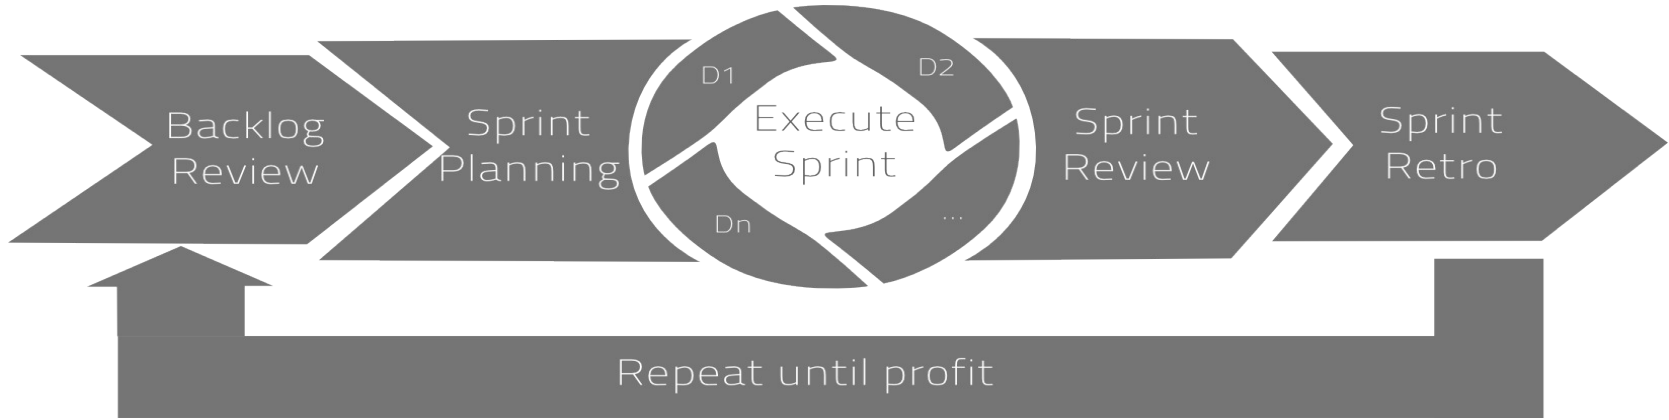 Backlog
Review
Sprint
Planning
D1
D2
Execute
Sprint
Dn
...
Sprint
Review
Sprint
Retro
Repeat until profit